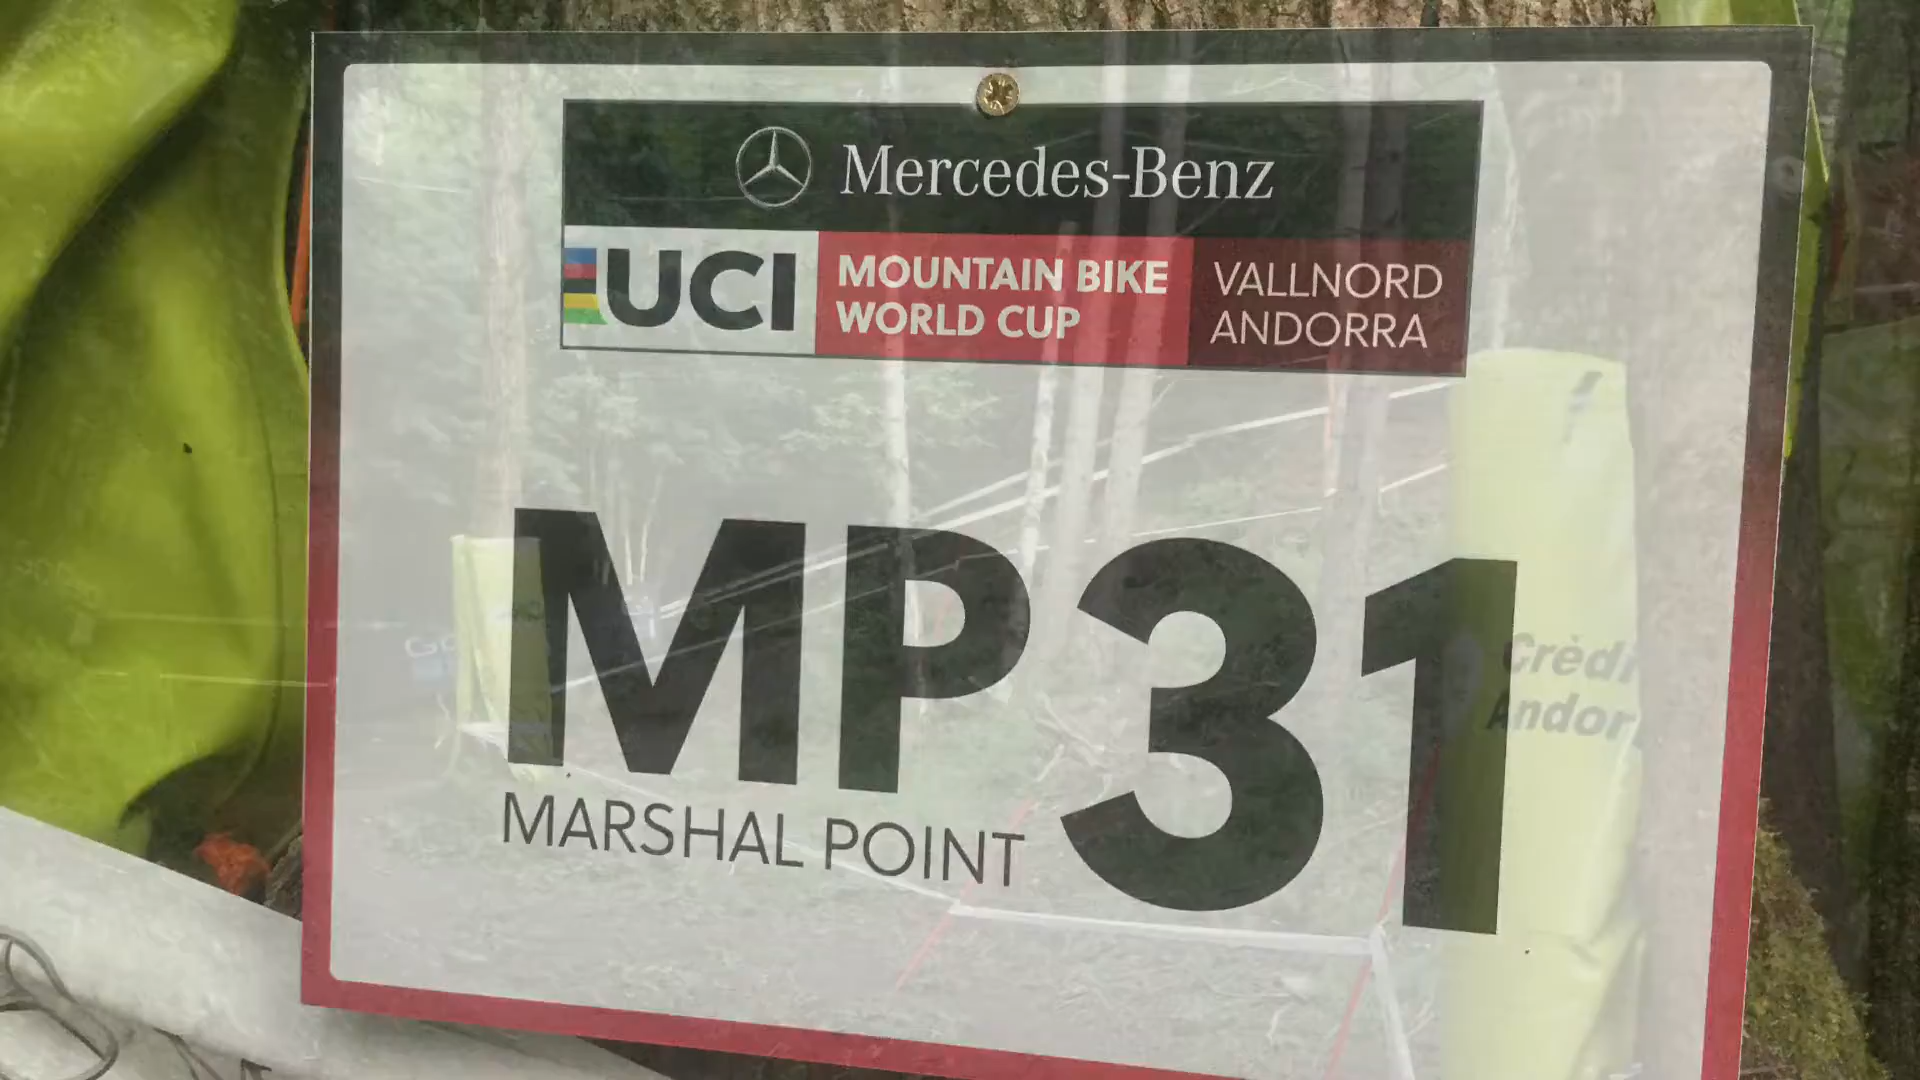 Mercedes-Benz
UCI
MOUNTAIN BIKE
WORLD CUP
VALLNORD
ANDORRA
MP31
MARSHAL POINT